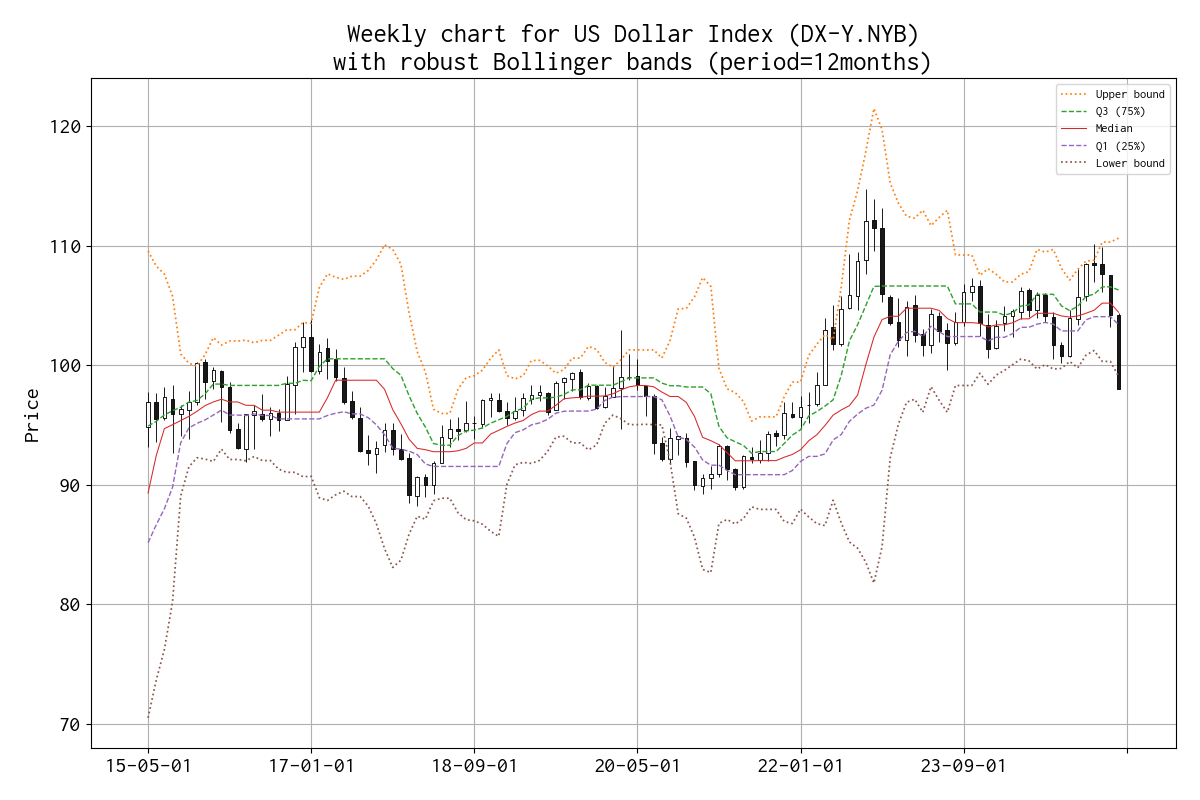 Weekly chart for US Dollar Index (DX-Y.NYB)
with robust Bollinger bands (period=12months)
Upper bound
Q3 (75%)
Median
Q1 (25%)
Lower bound
120
110
100
90
80
70
Price
15-05-01
17-01-01
18-09-01
20-05-01
22-01-01
23-09-01